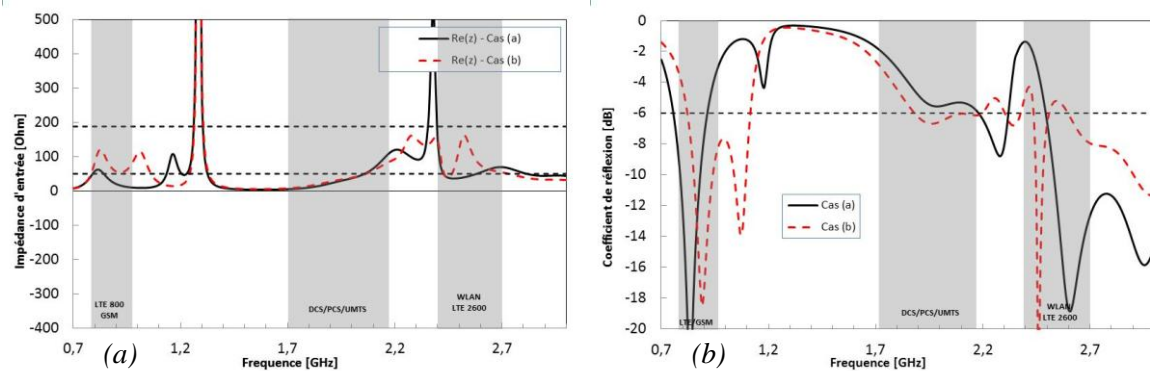 500
400
300
200
100
0
-100
-200
-300
-400
Impédance d'entrée [Ohm]
Re(z) - Cas (a)
Re(z) - Cas (b)
LTE 800
GSM
DCS/PCS/UMTS
WLAN
LTE 2600
0,7
1,2
1,7
2,2
2,7
(a)
Frequence [GHz]
0
-2
-4
-6
-8
-10
-12
-14
-16
-18
-20
Coefficient de réflexion [dB]
Cas (a)
Cas (b)
LTE/GSM
DCS/PCS/UMTS
WLAN
LTE 2600
0,7
1,2
1,7
2,2
2,7
(b)
Frequence [GHz]